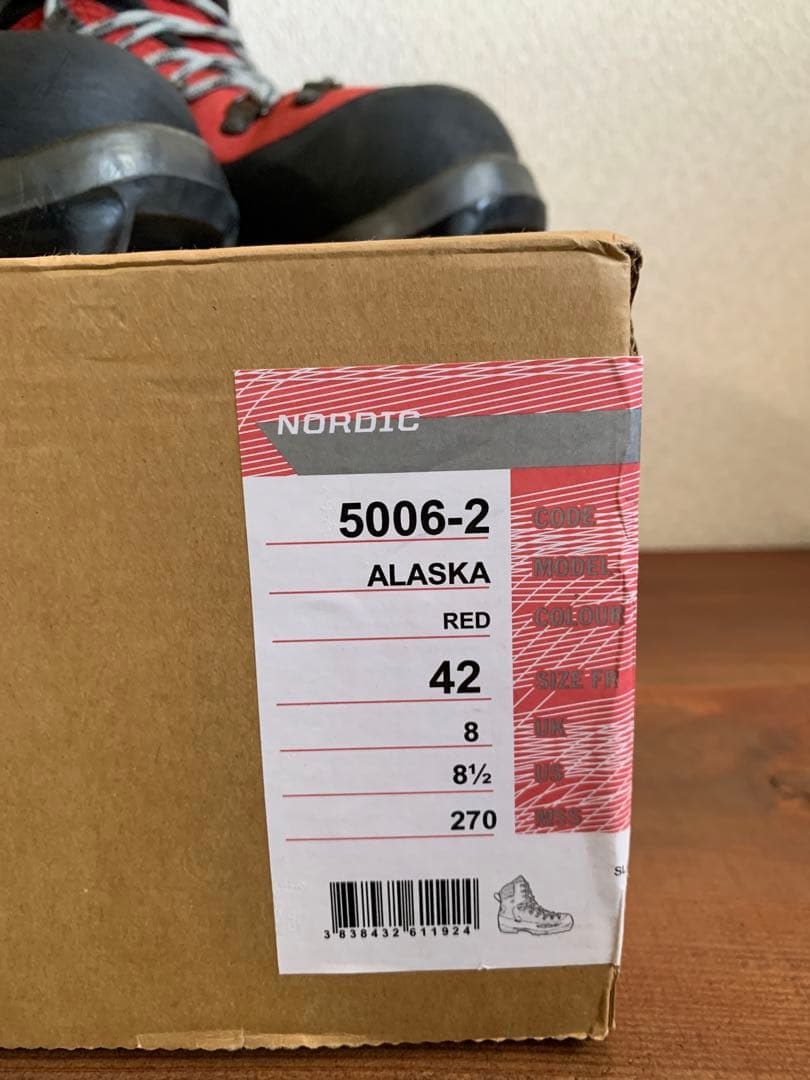 NORDIC
5006-2 CODE
ALASKA MODEL
RED COLOUR
42 SIZE FR
8 UK
8½ US
270 MSS
SL
3 838432 611924